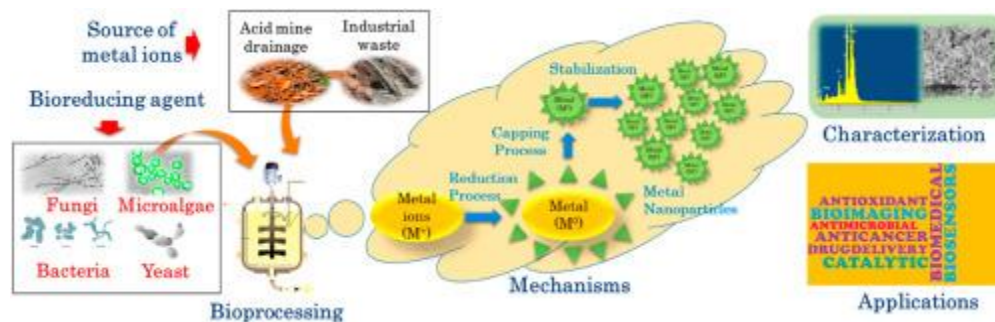 Source of
metal ions
Acid mine
drainage
Industrial
waste
Bioreducing agent
Fungi
Microalgae
Bacteria
Yeast
Bioprocessing
Metal
ions (M⁺)
Reduction
Process
Metal
(M⁰)
Capping
Process
Stabilization
Metal
Nanoparticles
Mechanisms
Characterization
ANTIOXIDANT
BIOIMAGING
ANTIMICROBIAL
ANTICANCER
DRUGDELIVERY
CATALYTIC
BIOMEDICAL
BIOSENSORS
Applications